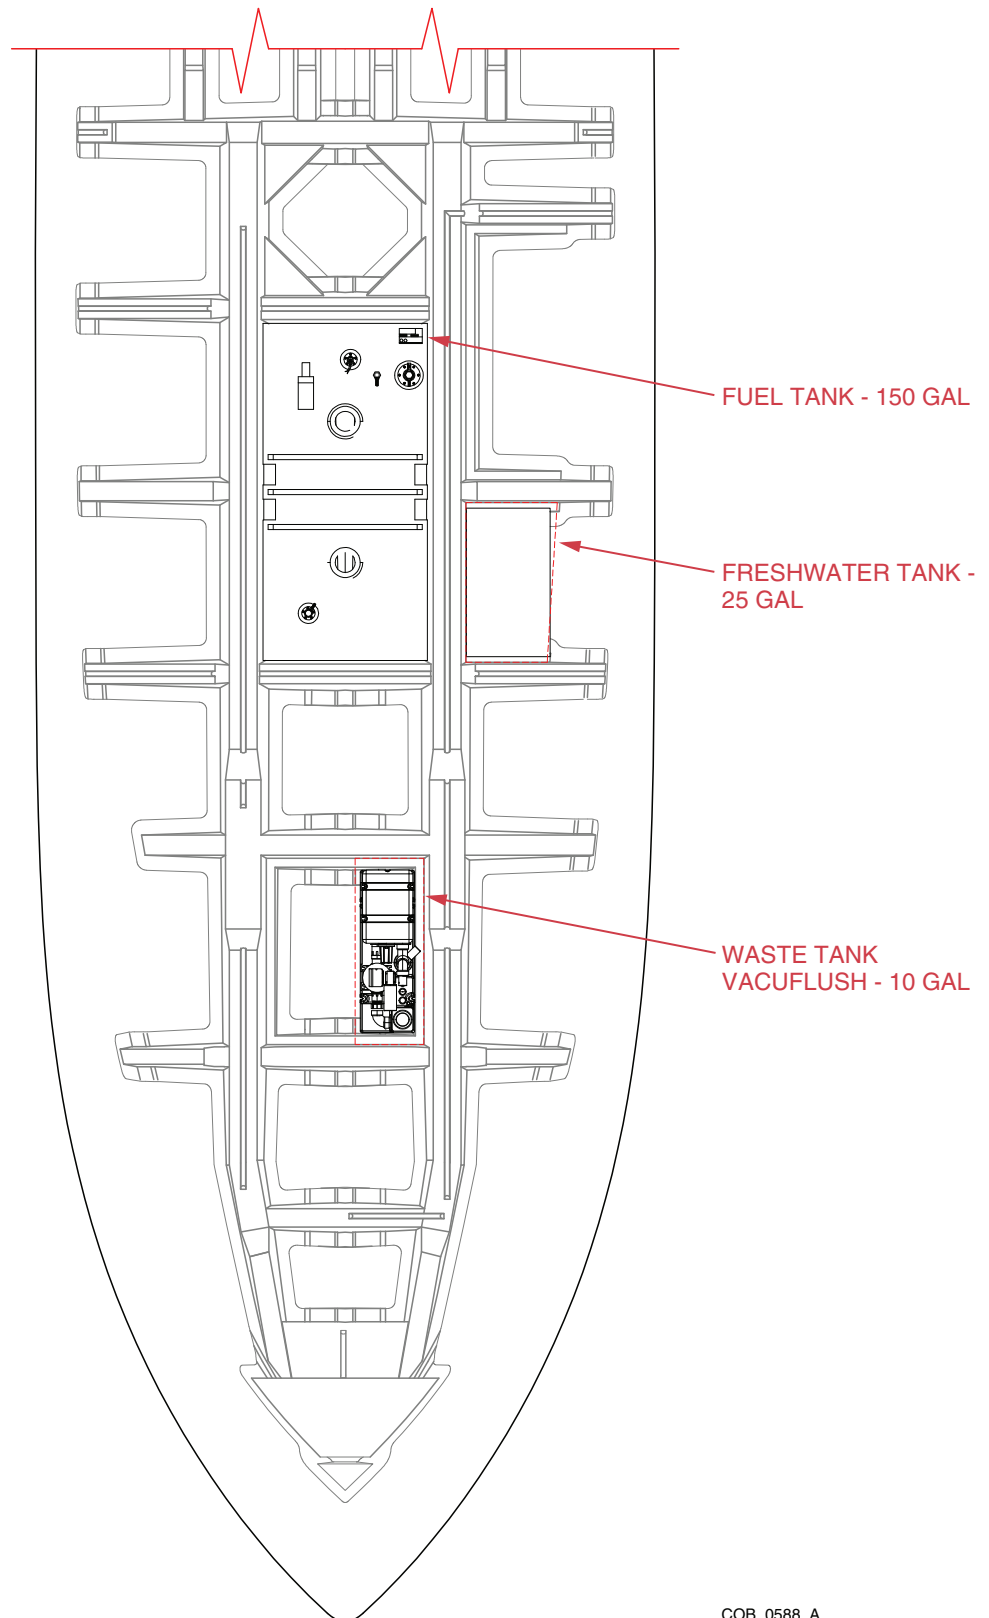 FUEL TANK - 150 GAL
FRESHWATER TANK -
25 GAL
WASTE TANK
VACUFLUSH - 10 GAL
COB_0588_A